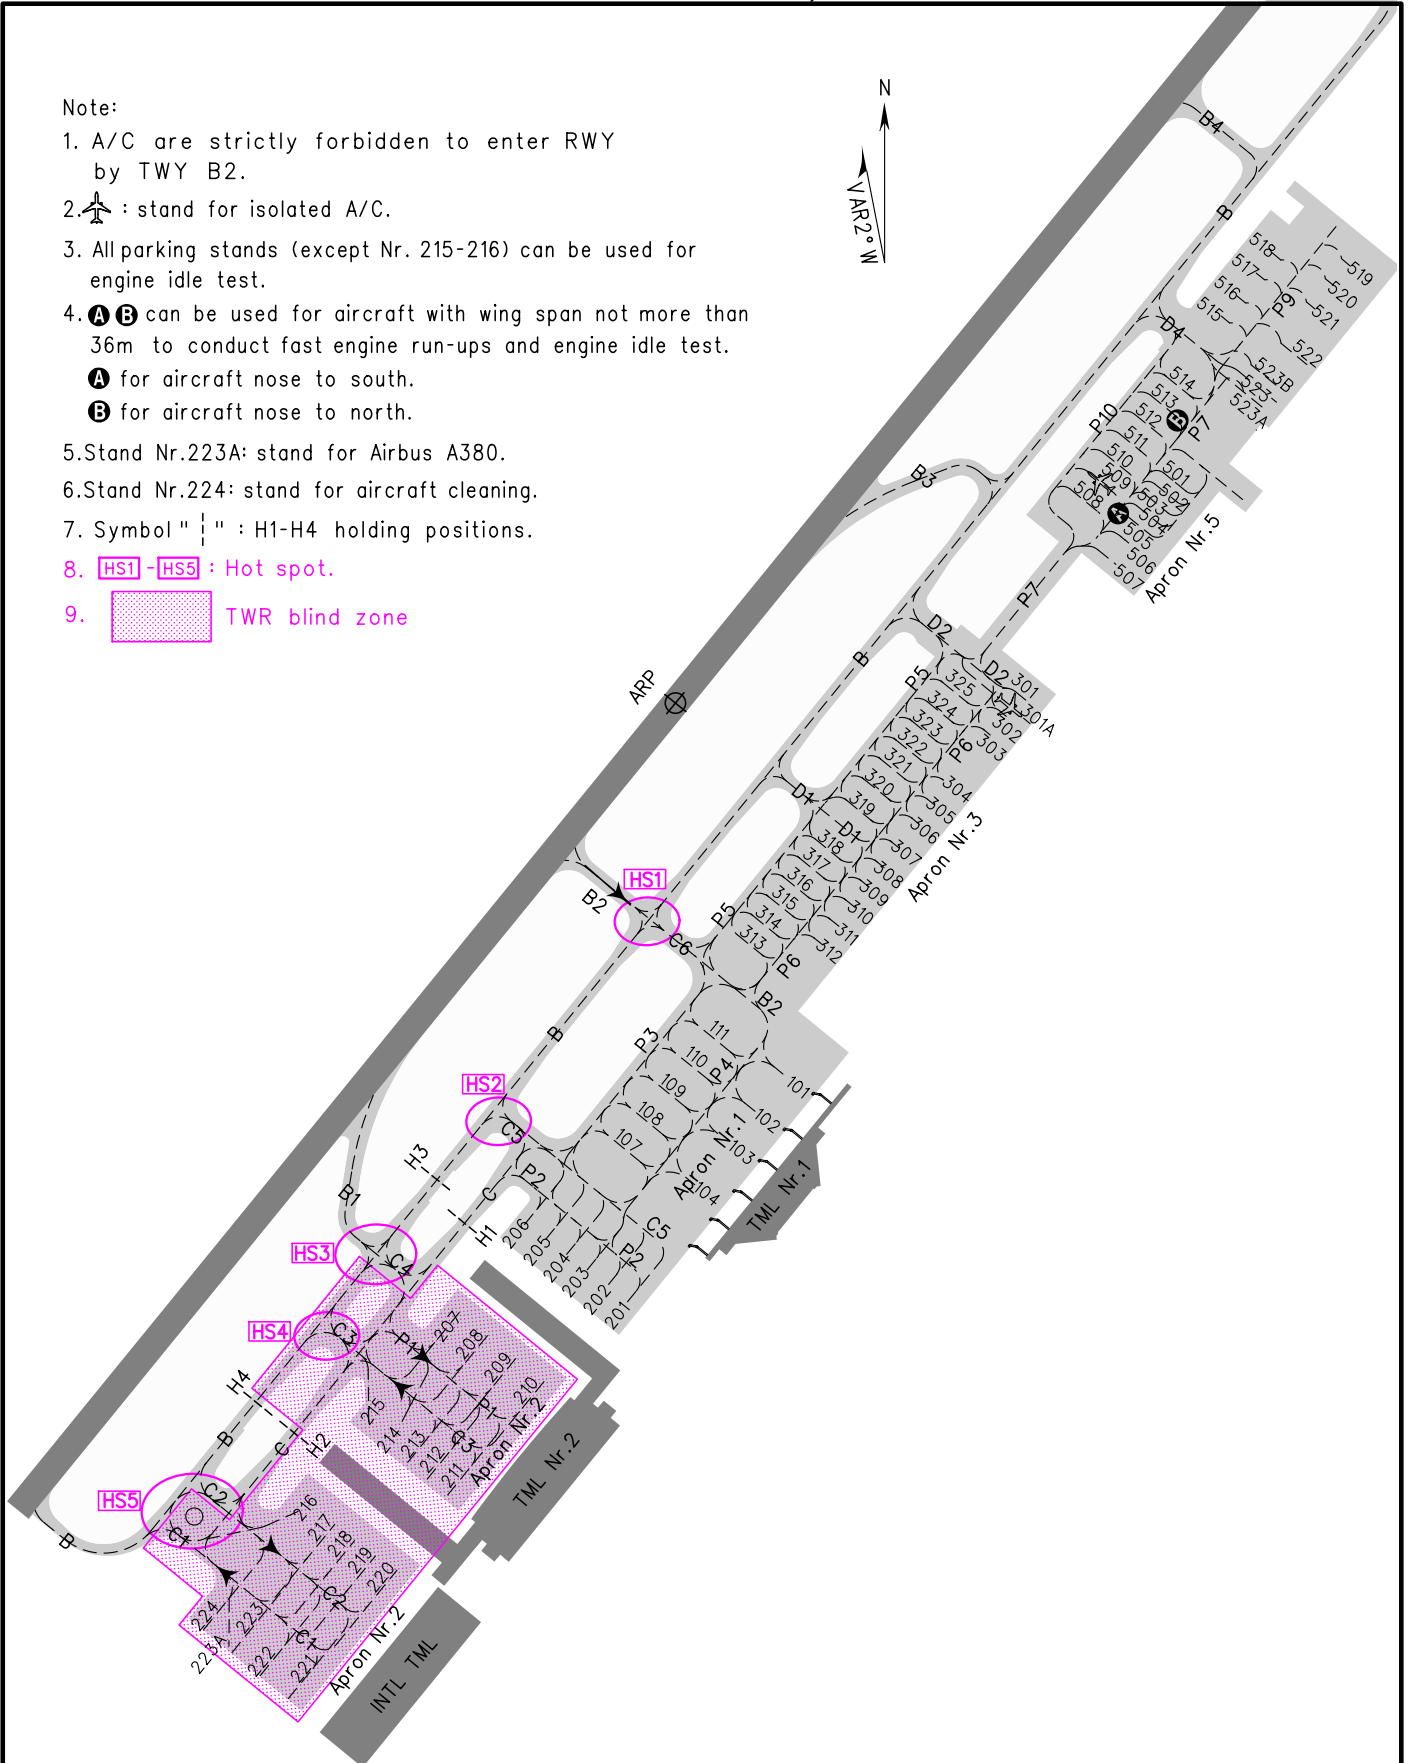 Note:
1. A/C are strictly forbidden to enter RWY
by TWY B2.
2. : stand for isolated A/C.
3. All parking stands (except Nr. 215-216) can be used for
engine idle test.
4. A B can be used for aircraft with wing span not more than
36m to conduct fast engine run-ups and engine idle test.
A for aircraft nose to south.
B for aircraft nose to north.
5.Stand Nr.223A: stand for Airbus A380.
6.Stand Nr.224: stand for aircraft cleaning.
7. Symbol " ¦ " : H1-H4 holding positions.
8. HS1 - HS5 : Hot spot.
9. TWR blind zone
N
VAR2°W
B4
B
518
517
516
515
519
520
521
522
P9
D4
523B
523
523A
514
513
512
511
510
509
508
P10
B
P7
501
502
503
504
505
506
507
A
Apron Nr.5
B3
P7
D2
B
P5
D2
301
301A
302
303
325
324
323
322
321
320
319
P6
304
305
306
307
308
309
310
311
312
ARP
D1
D1
318
317
316
315
314
313
Apron Nr.3
P5
P6
HS1
B2
C6
B2
B
P3
111
110
109
108
107
P4
101
102
103
104
Apron Nr.1
TML Nr.1
HS2
C5
P2
H3
C
H1
B1
206
205
204
203
202
201
C5
P2
HS3
C4
HS4
C3
P1
207
208
209
210
215
214
213
212
211
P1
C3
Apron Nr.2
TML Nr.2
H4
B
C
H2
HS5
C2
C1
B
216
217
218
219
220
C2
C1
224
223
223A
222
221
Apron Nr.2
INTL TML